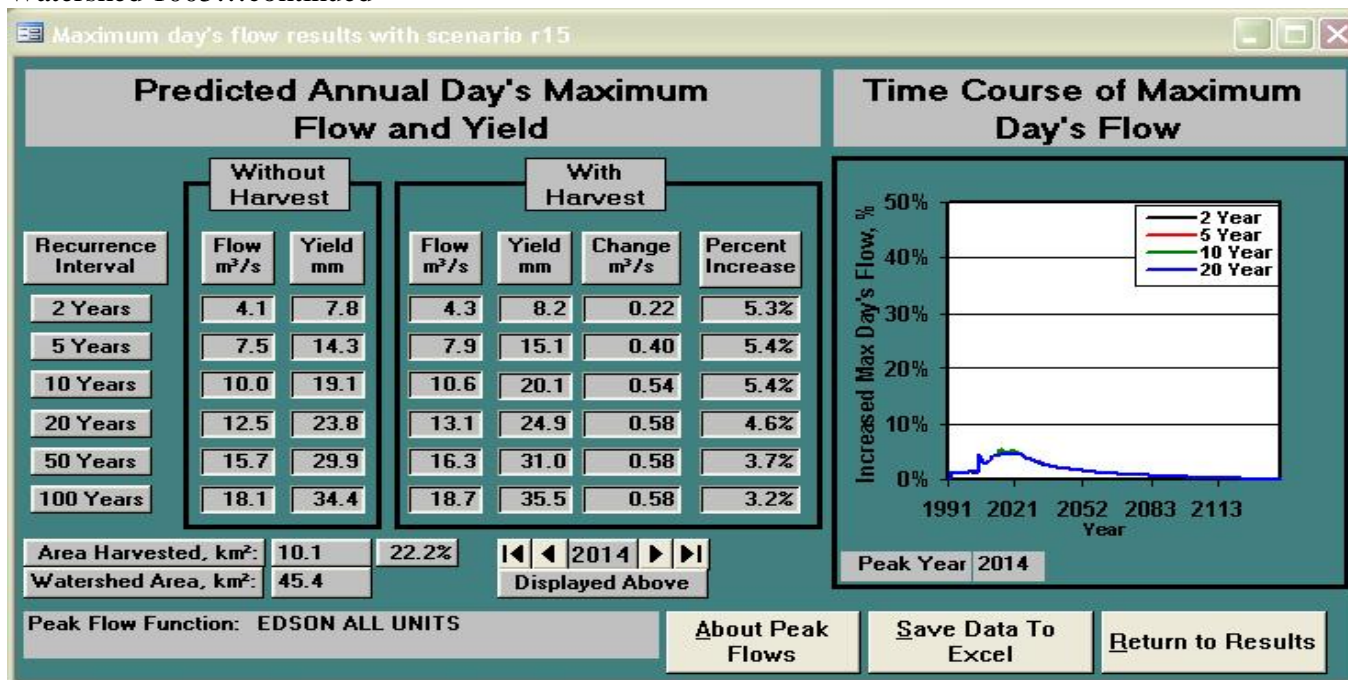 Maximum day's flow results with scenario r15
Predicted Annual Day's Maximum
Flow and Yield
Without
Harvest
With
Harvest
Recurrence
Interval
Flow
m³/s
Yield
mm
Flow
m³/s
Yield
mm
Change
m³/s
Percent
Increase
2 Years 4.1 7.8 4.3 8.2 0.22 5.3%
5 Years 7.5 14.3 7.9 15.1 0.40 5.4%
10 Years 10.0 19.1 10.6 20.1 0.54 5.4%
20 Years 12.5 23.8 13.1 24.9 0.58 4.6%
50 Years 15.7 29.9 16.3 31.0 0.58 3.7%
100 Years 18.1 34.4 18.7 35.5 0.58 3.2%
Area Harvested, km²: 10.1 22.2%
Watershed Area, km²: 45.4
2014
Displayed Above
Peak Flow Function: EDSON ALL UNITS
Time Course of Maximum
Day's Flow
Increased Max Day's Flow, %
50%
40%
30%
20%
10%
0%
2 Year
5 Year
10 Year
20 Year
1991 2021 2052 2083 2113
Year
Peak Year 2014
About Peak
Flows
Save Data To
Excel
Return to Results